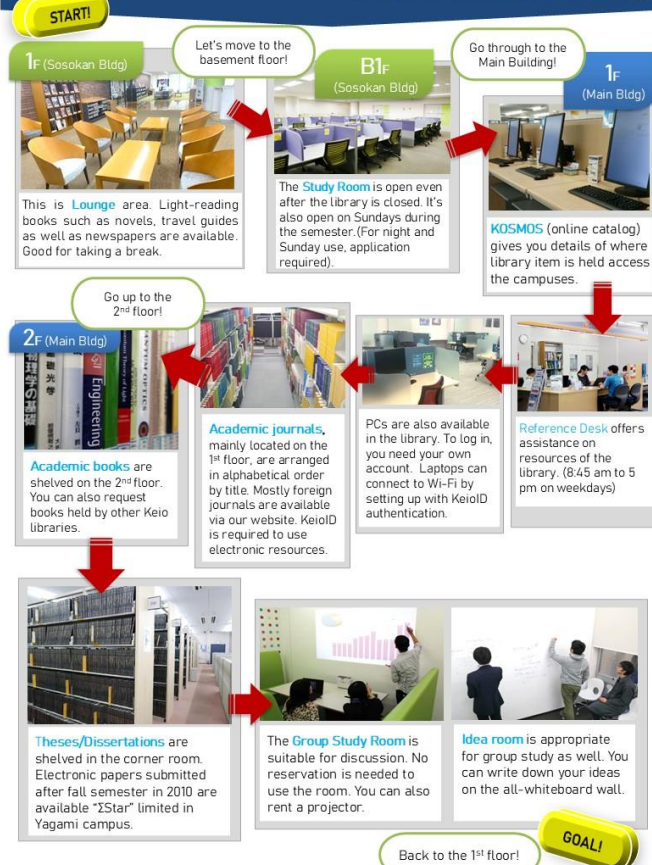 START!
1F (Sosokan Bldg)
This is Lounge area. Light-reading
books such as novels, travel guides
as well as newspapers are available.
Good for taking a break.
Let's move to the
basement floor!
B1F
(Sosokan Bldg)
The Study Room is open even
after the library is closed. It's
also open on Sundays during
the semester.(For night and
Sunday use, application
required).
Go through to the
Main Building!
1F
(Main Bldg)
KOSMOS (online catalog)
gives you details of where
library item is held access
the campuses.
Reference Desk offers
assistance on
resources of the
library. (8:45 am to 5
pm on weekdays)
PCs are also available
in the library. To log in,
you need your own
account. Laptops can
connect to Wi-Fi by
setting up with KeioID
authentication.
Academic journals,
mainly located on the
1st floor, are arranged
in alphabetical order
by title. Mostly foreign
journals are available
via our website. KeioID
is required to use
electronic resources.
Go up to the
2nd floor!
2F (Main Bldg)
Engineering
Academic books are
shelved on the 2nd floor.
You can also request
books held by other Keio
libraries.
Theses/Dissertations are
shelved in the corner room.
Electronic papers submitted
after fall semester in 2010 are
available "ΣStar" limited in
Yagami campus.
The Group Study Room is
suitable for discussion. No
reservation is needed to
use the room. You can also
rent a projector.
Idea room is appropriate
for group study as well. You
can write down your ideas
on the all-whiteboard wall.
Back to the 1st floor!
GOAL!